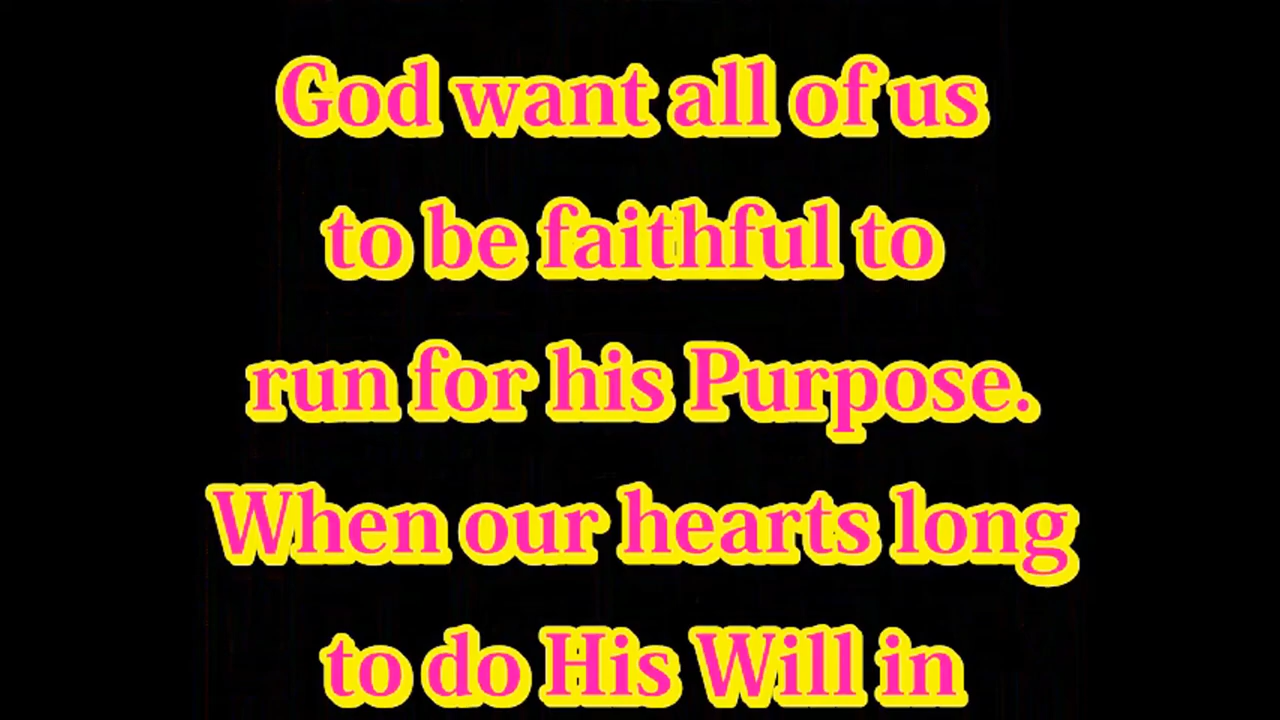 God want all of us
to be faithful to
run for his Purpose.
When our hearts long
to do His Will in